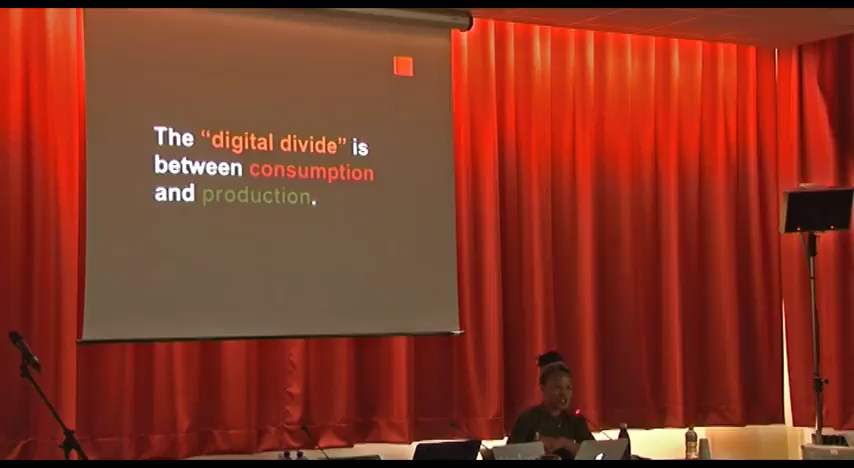 The “digital divide” is
between consumption
and production.